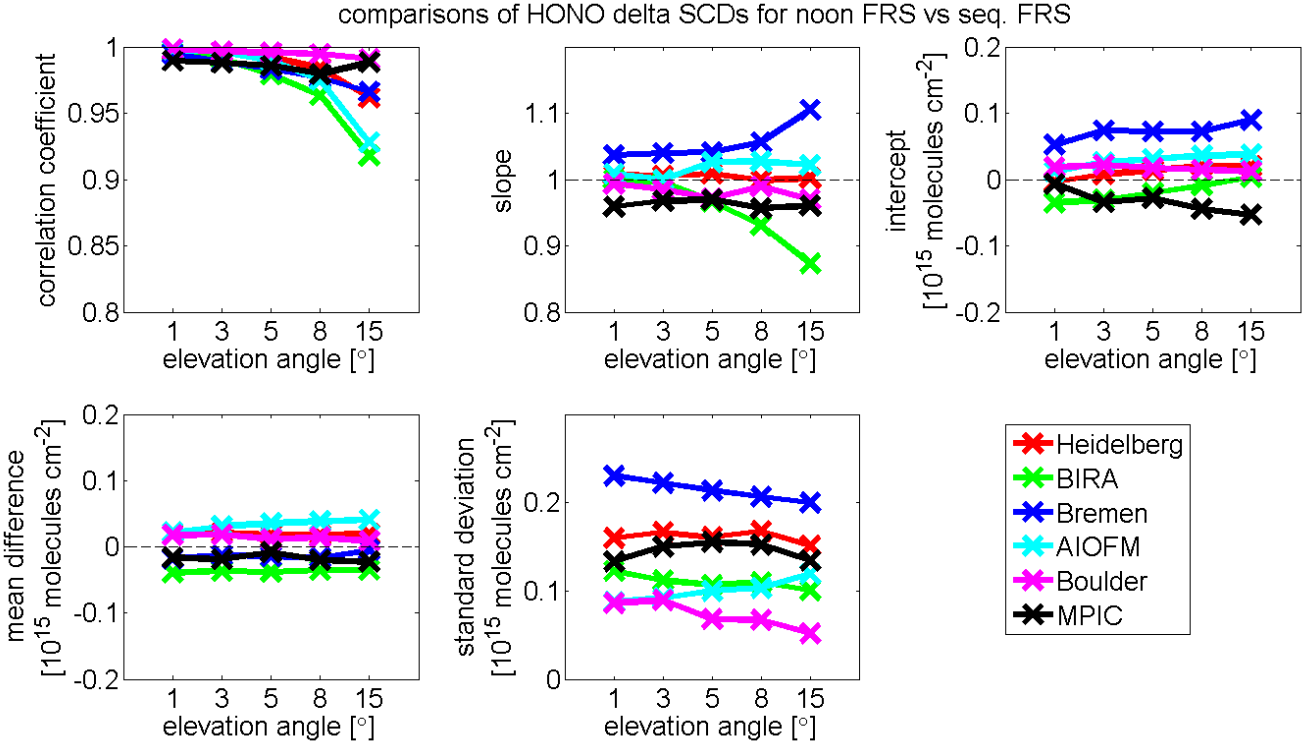 comparisons of HONO delta SCDs for noon FRS vs seq. FRS
correlation coefficient
1
0.95
0.9
0.85
0.8
1 3 5 8 15
elevation angle [°]
slope
1.1
1
0.9
0.8
1 3 5 8 15
elevation angle [°]
intercept
[10¹⁵ molecules cm⁻²]
0.2
0.1
0
-0.1
-0.2
1 3 5 8 15
elevation angle [°]
mean difference
[10¹⁵ molecules cm⁻²]
0.2
0.1
0
-0.1
-0.2
1 3 5 8 15
elevation angle [°]
standard deviation
[10¹⁵ molecules cm⁻²]
0.2
0.1
0
1 3 5 8 15
elevation angle [°]
Heidelberg
BIRA
Bremen
AIOFM
Boulder
MPIC